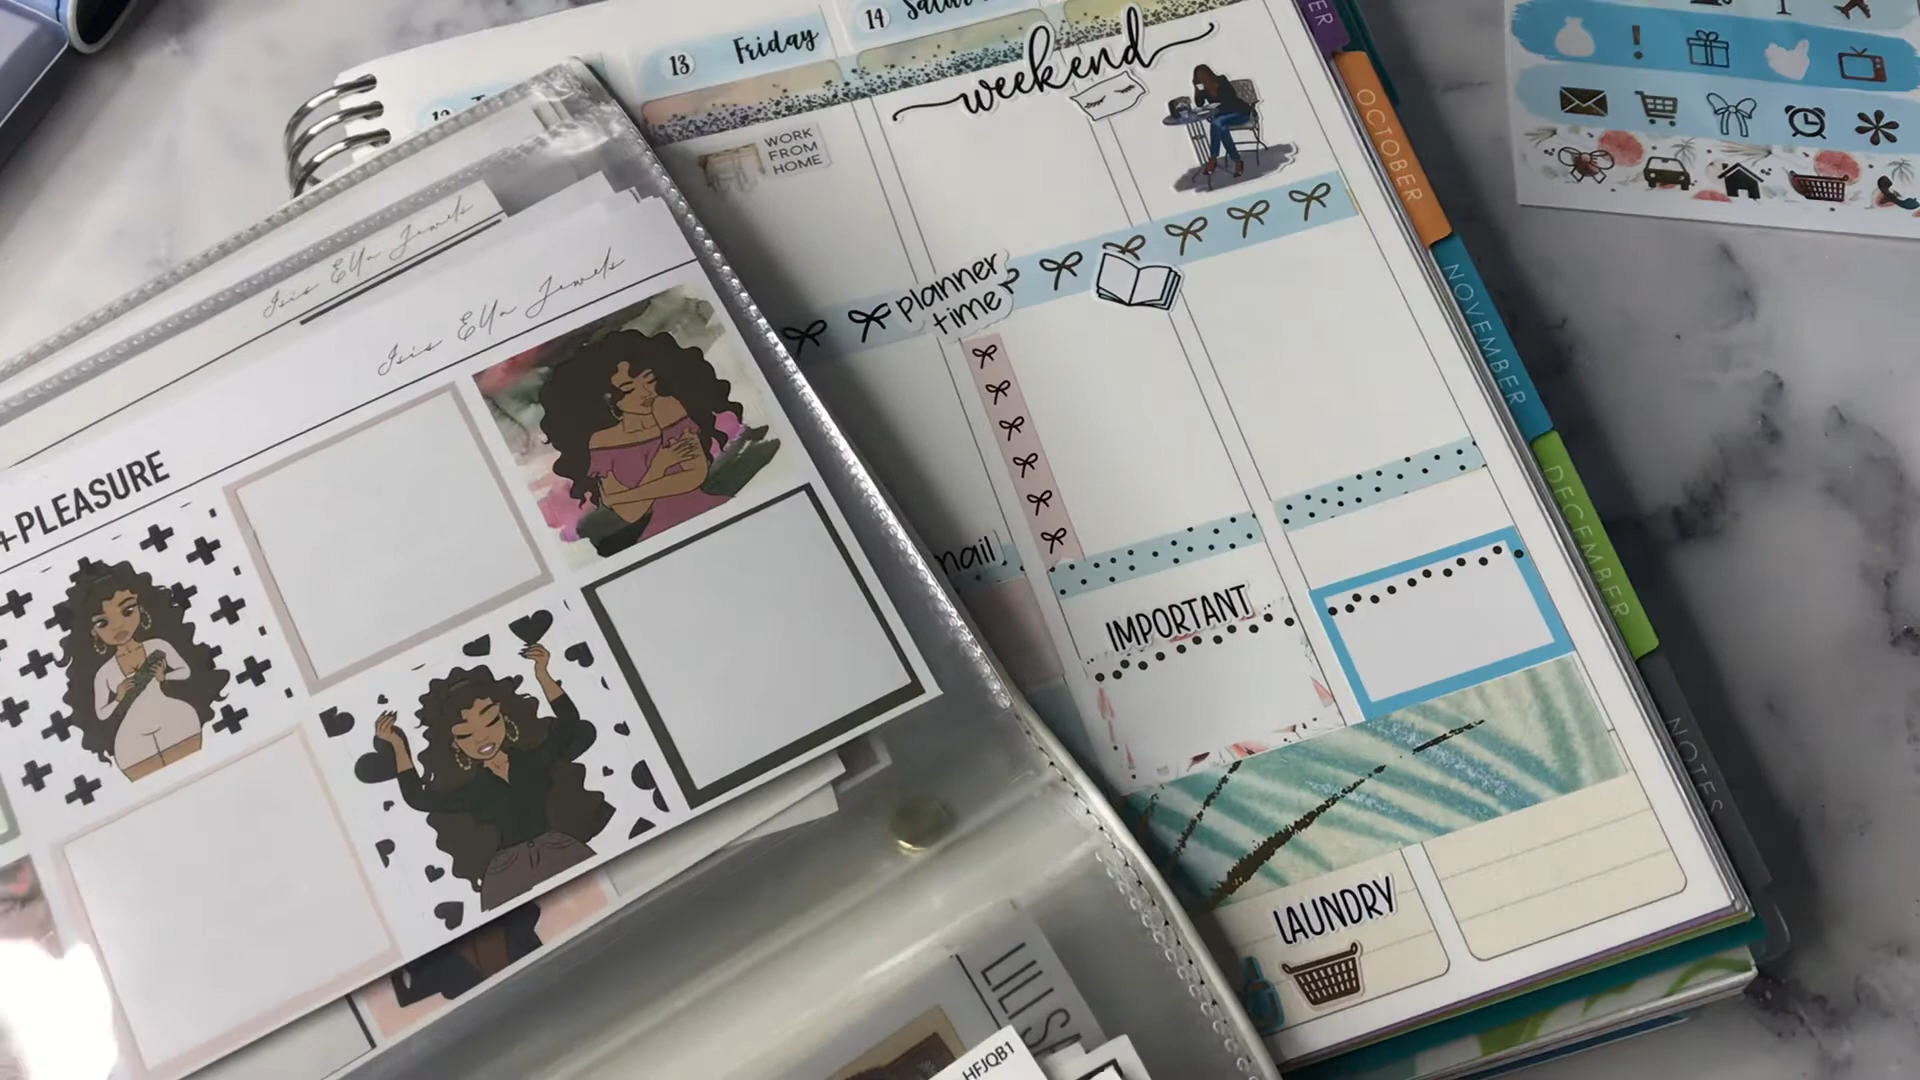 13 Friday
14
weekend
WORK
FROM
HOME
planner
time
IMPORTANT
LAUNDRY
OCTOBER
NOVEMBER
DECEMBER
NOTES
Isis Ella Jewels
Isis Ella Jewels
+PLEASURE
HFJQB1